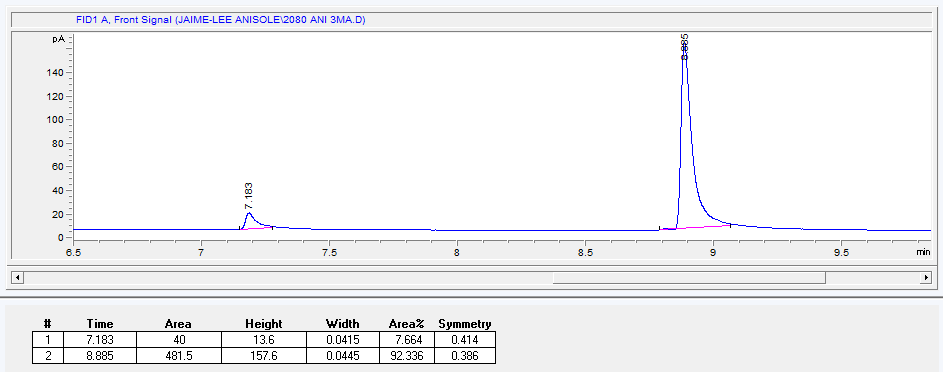 FID1 A, Front Signal (JAIME-LEE ANISOLE\2080 ANI 3MA.D)
pA
140
120
100
80
60
40
20
0
7.183
8.885
6.5 7 7.5 8 8.5 9 9.5 min
# Time Area Height Width Area% Symmetry
1 7.183 40 13.6 0.0415 7.664 0.414
2 8.885 481.5 157.6 0.0445 92.336 0.386